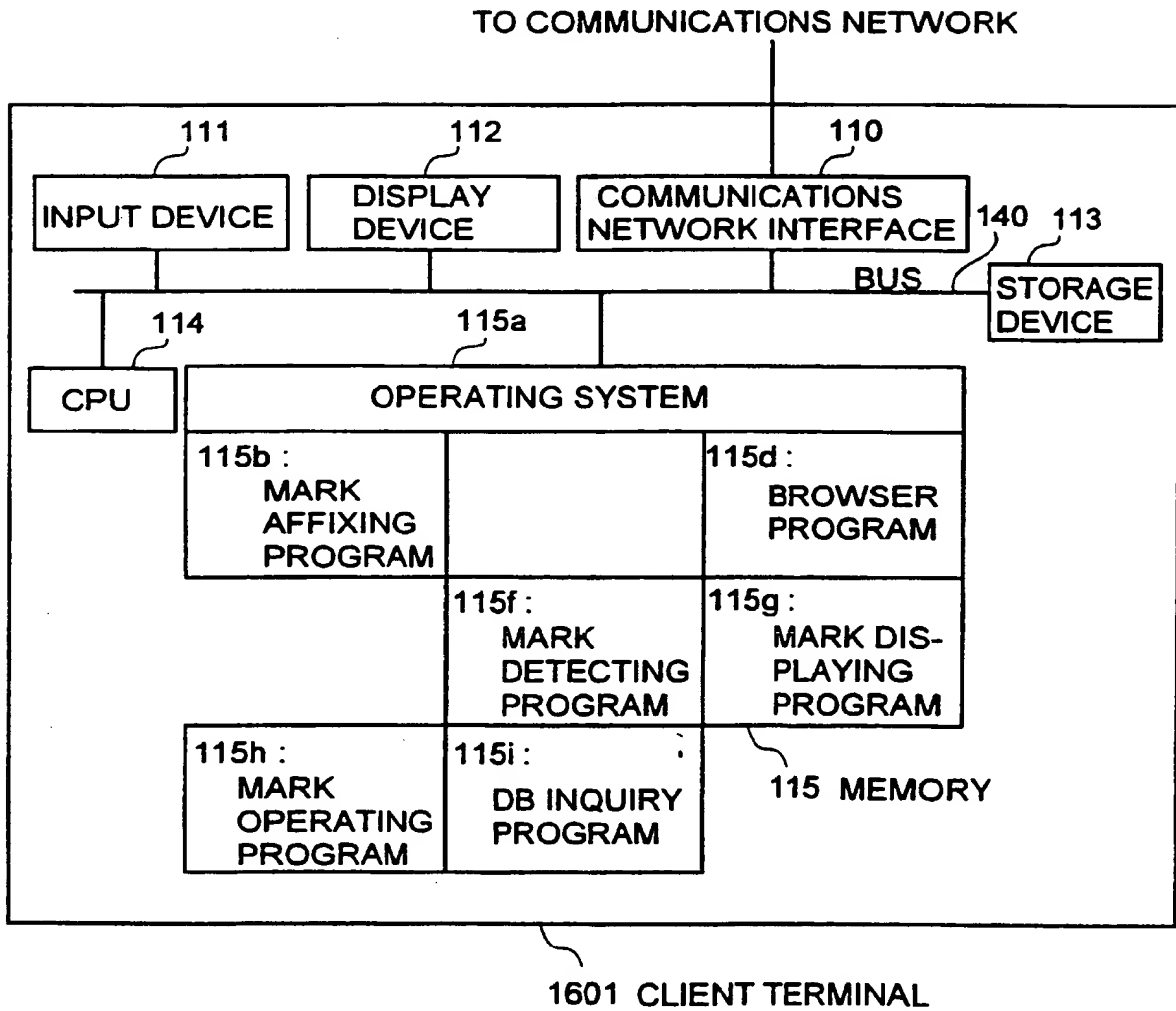 TO COMMUNICATIONS NETWORK
111
112
110
INPUT DEVICE
DISPLAY
DEVICE
COMMUNICATIONS
NETWORK INTERFACE
140
113
BUS
STORAGE
DEVICE
114
115a
CPU
OPERATING SYSTEM
115b :
MARK
AFFIXING
PROGRAM
115d :
BROWSER
PROGRAM
115f :
MARK
DETECTING
PROGRAM
115g :
MARK DIS-
PLAYING
PROGRAM
115h :
MARK
OPERATING
PROGRAM
115i :
DB INQUIRY
PROGRAM
115 MEMORY
1601 CLIENT TERMINAL